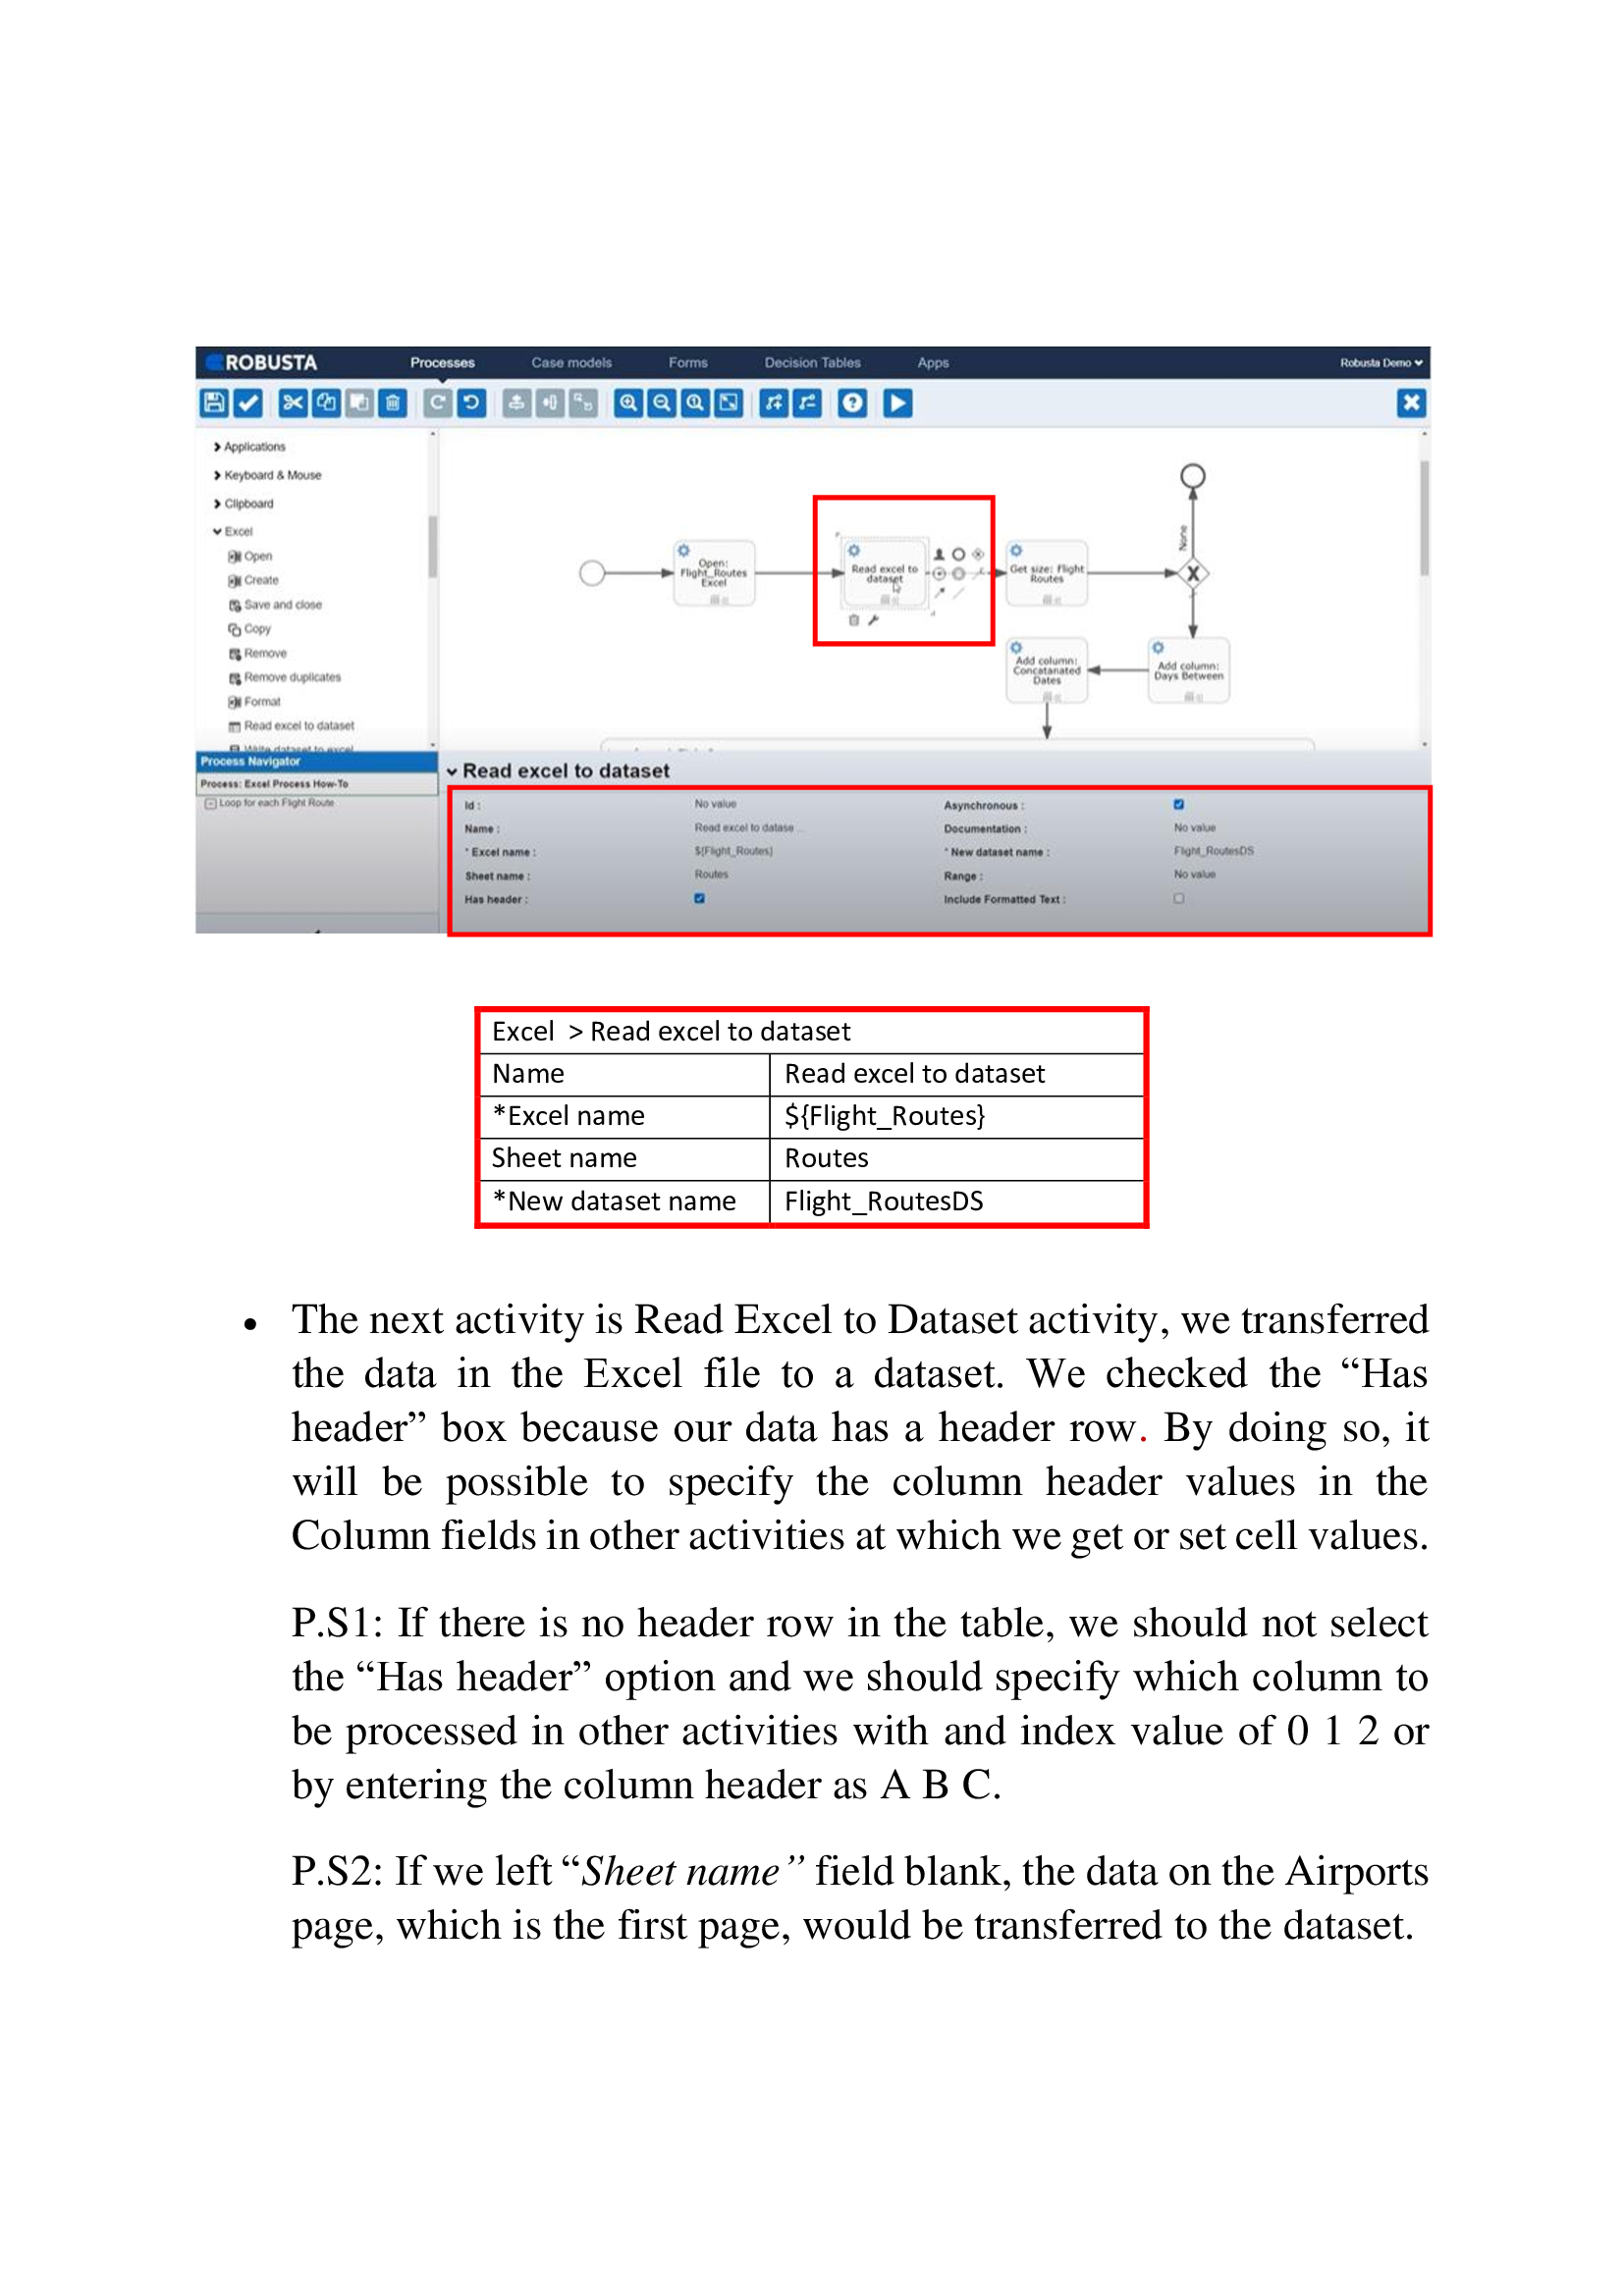 ROBUSTA Processes Case models Forms Decision Tables Apps Robusta Demo
Applications
Keyboard & Mouse
Clipboard
Excel
Open
Create
Save and close
Copy
Remove
Remove duplicates
Format
Read excel to dataset
Write dataset to excel
Open:
Flight_Routes
Excel
Read excel to
dataset
Get size: Flight
Routes
None
X
Add column:
Days Between
Add column:
Concatanated
Dates
Process Navigator
Process: Excel Process How-To
Loop for each Flight Route
Read excel to dataset
Id : No value Asynchronous :
Name : Read excel to datase ... Documentation : No value
* Excel name : ${Flight_Routes} * New dataset name : Flight_RoutesDS
Sheet name : Routes Range : No value
Has header : Include Formatted Text :
Excel > Read excel to dataset
Name Read excel to dataset
*Excel name ${Flight_Routes}
Sheet name Routes
*New dataset name Flight_RoutesDS
• The next activity is Read Excel to Dataset activity, we transferred
the data in the Excel file to a dataset. We checked the “Has
header” box because our data has a header row. By doing so, it
will be possible to specify the column header values in the
Column fields in other activities at which we get or set cell values.
P.S1: If there is no header row in the table, we should not select
the “Has header” option and we should specify which column to
be processed in other activities with and index value of 0 1 2 or
by entering the column header as A B C.
P.S2: If we left “Sheet name” field blank, the data on the Airports
page, which is the first page, would be transferred to the dataset.